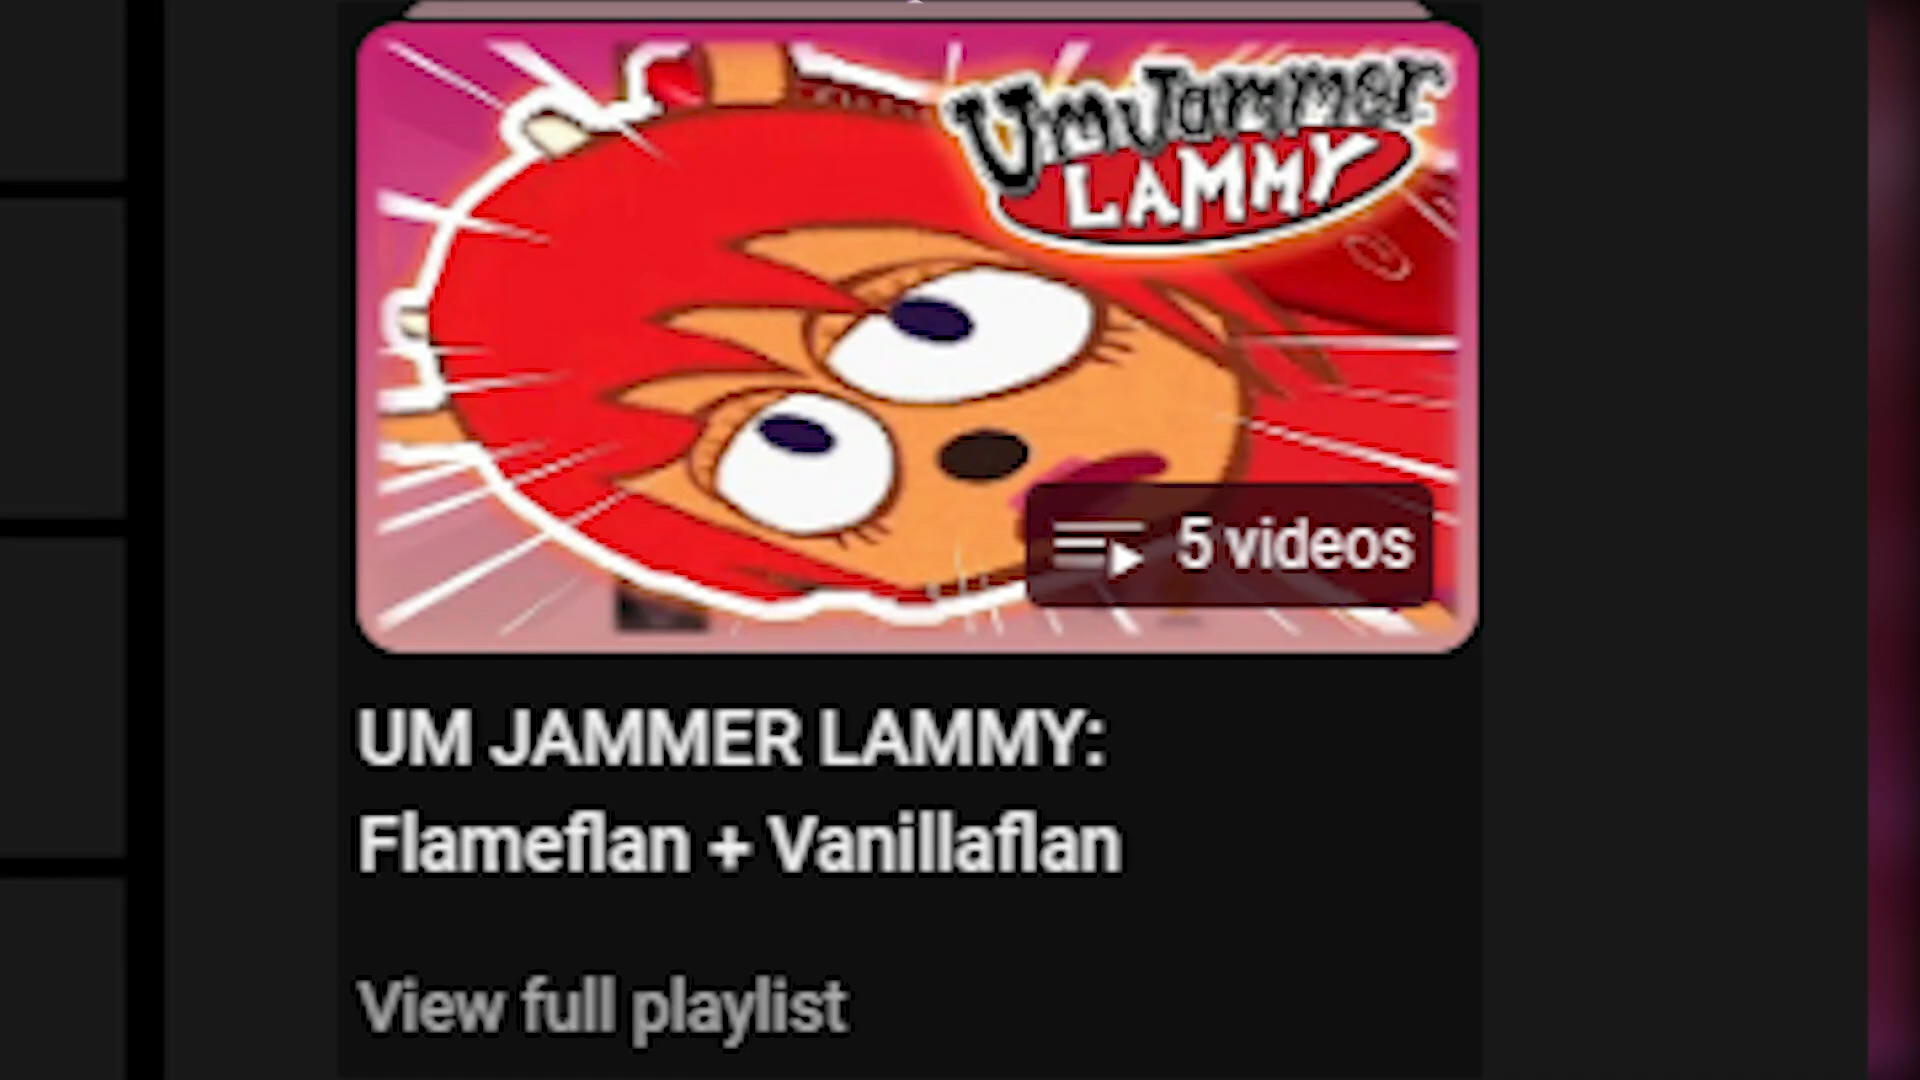 Um Jammer
LAMMY
5 videos
UM JAMMER LAMMY:
Flameflan + Vanillaflan
View full playlist